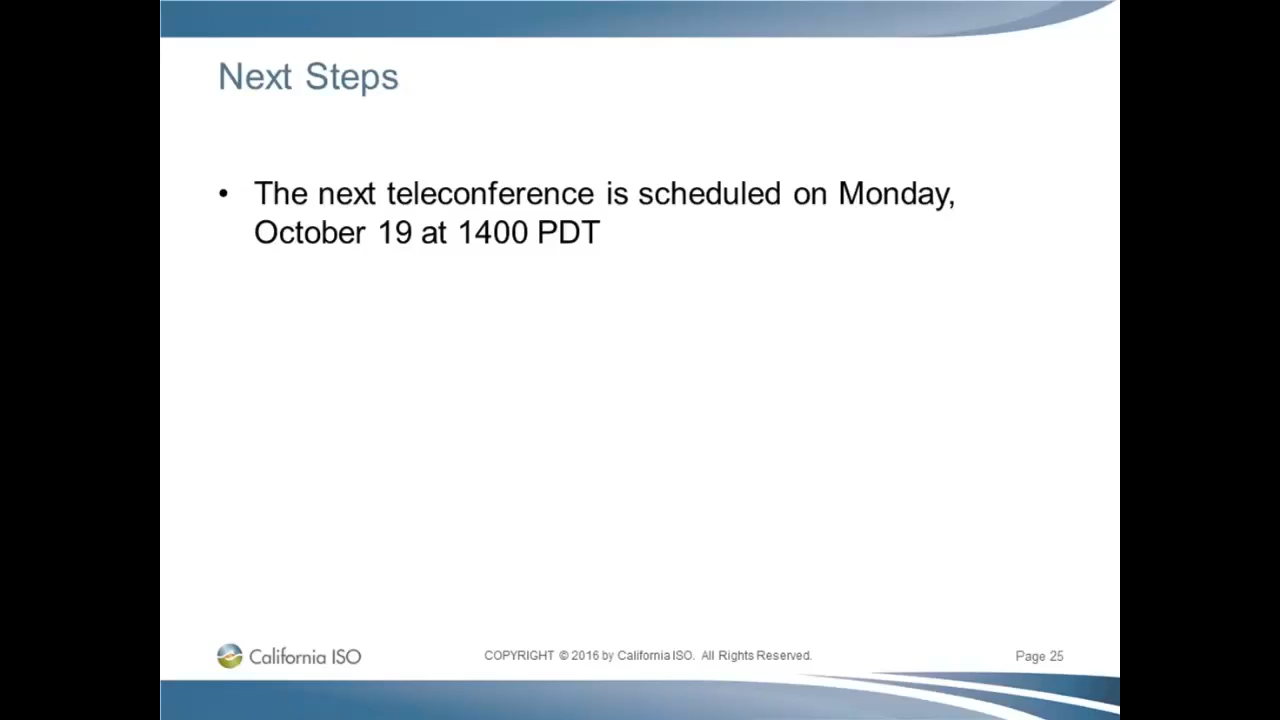 Next Steps
• The next teleconference is scheduled on Monday,
October 19 at 1400 PDT
California ISO
COPYRIGHT © 2016 by California ISO. All Rights Reserved.
Page 25